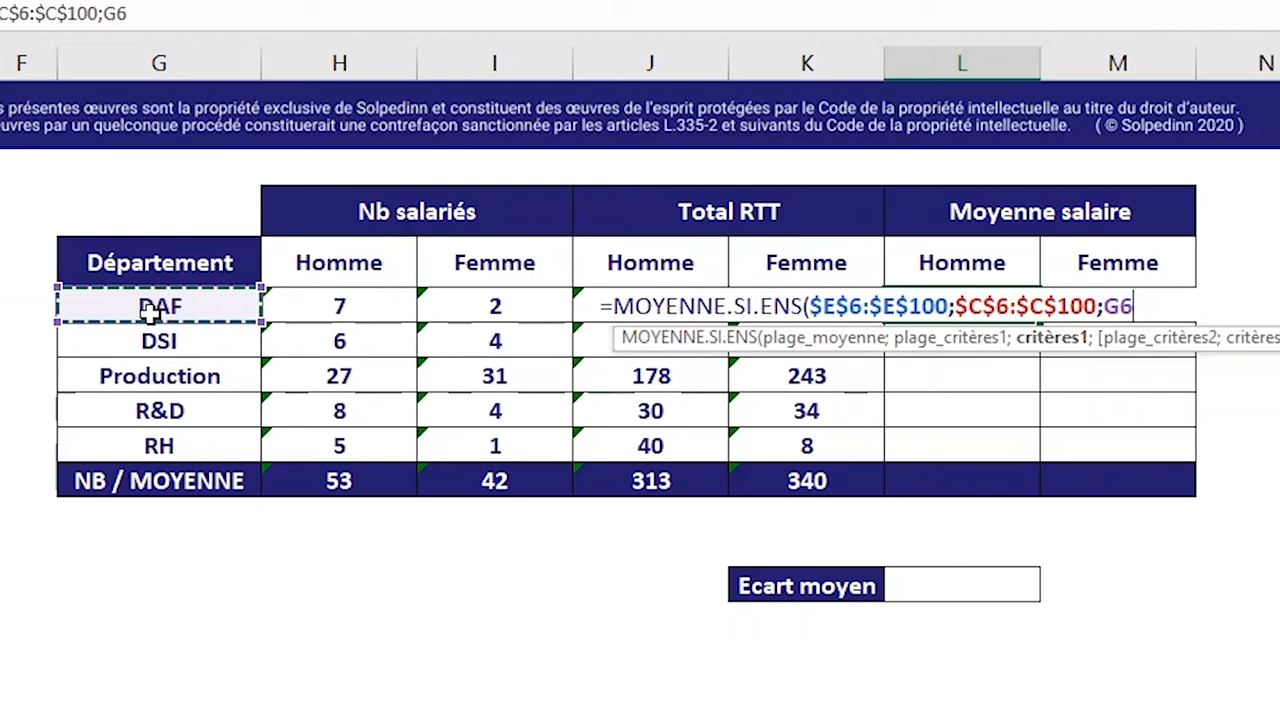 C$6:$C$100;G6
F G H I J K L M N
s présentes œuvres sont la propriété exclusive de Solpedinn et constituent des œuvres de l'esprit protégées par le Code de la propriété intellectuelle au titre du droit d'auteur.
uvres par un quelconque procédé constituerait une contrefaçon sanctionnée par les articles L.335-2 et suivants du Code de la propriété intellectuelle. ( © Solpedinn 2020 )
Nb salariés Total RTT Moyenne salaire
Département Homme Femme Homme Femme Homme Femme
DAF 7 2 =MOYENNE.SI.ENS($E$6:$E$100;$C$6:$C$100;G6
DSI 6 4 MOYENNE.SI.ENS(plage_moyenne; plage_critères1; critères1; [plage_critères2; critères
Production 27 31 178 243
R&D 8 4 30 34
RH 5 1 40 8
NB / MOYENNE 53 42 313 340
Ecart moyen